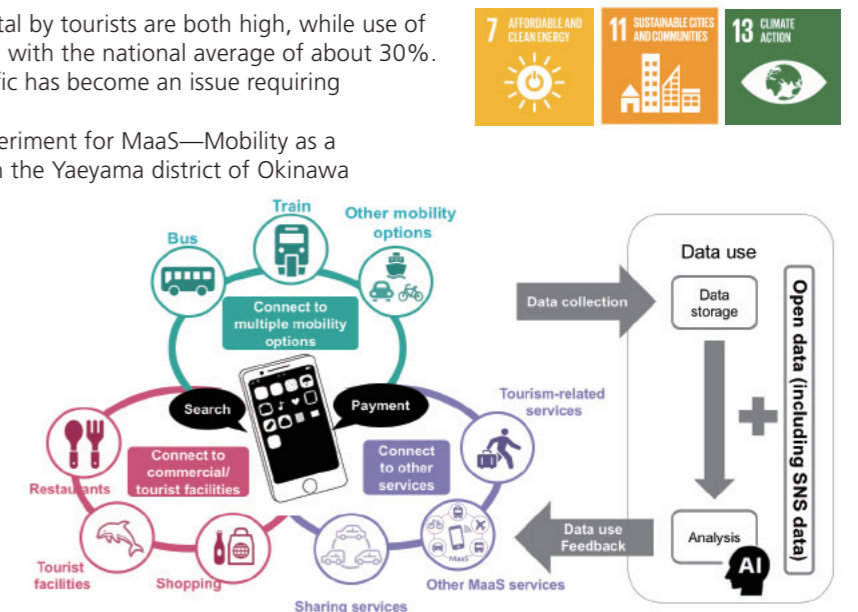 tal by tourists are both high, while use of
with the national average of about 30%.
fic has become an issue requiring
eriment for MaaS—Mobility as a
n the Yaeyama district of Okinawa
7 AFFORDABLE AND
CLEAN ENERGY
11 SUSTAINABLE CITIES
AND COMMUNITIES
13 CLIMATE
ACTION
Train
Bus
Other mobility
options
Connect to
multiple mobility
options
Search
Payment
Restaurants
Connect to
commercial/
tourist facilities
Connect
to other
services
Tourism-related
services
Tourist
facilities
Shopping
Sharing services
MaaS
Other MaaS services
Data collection
Data use
Feedback
Data use
Data
storage
Open data (including SNS data)
Analysis
AI